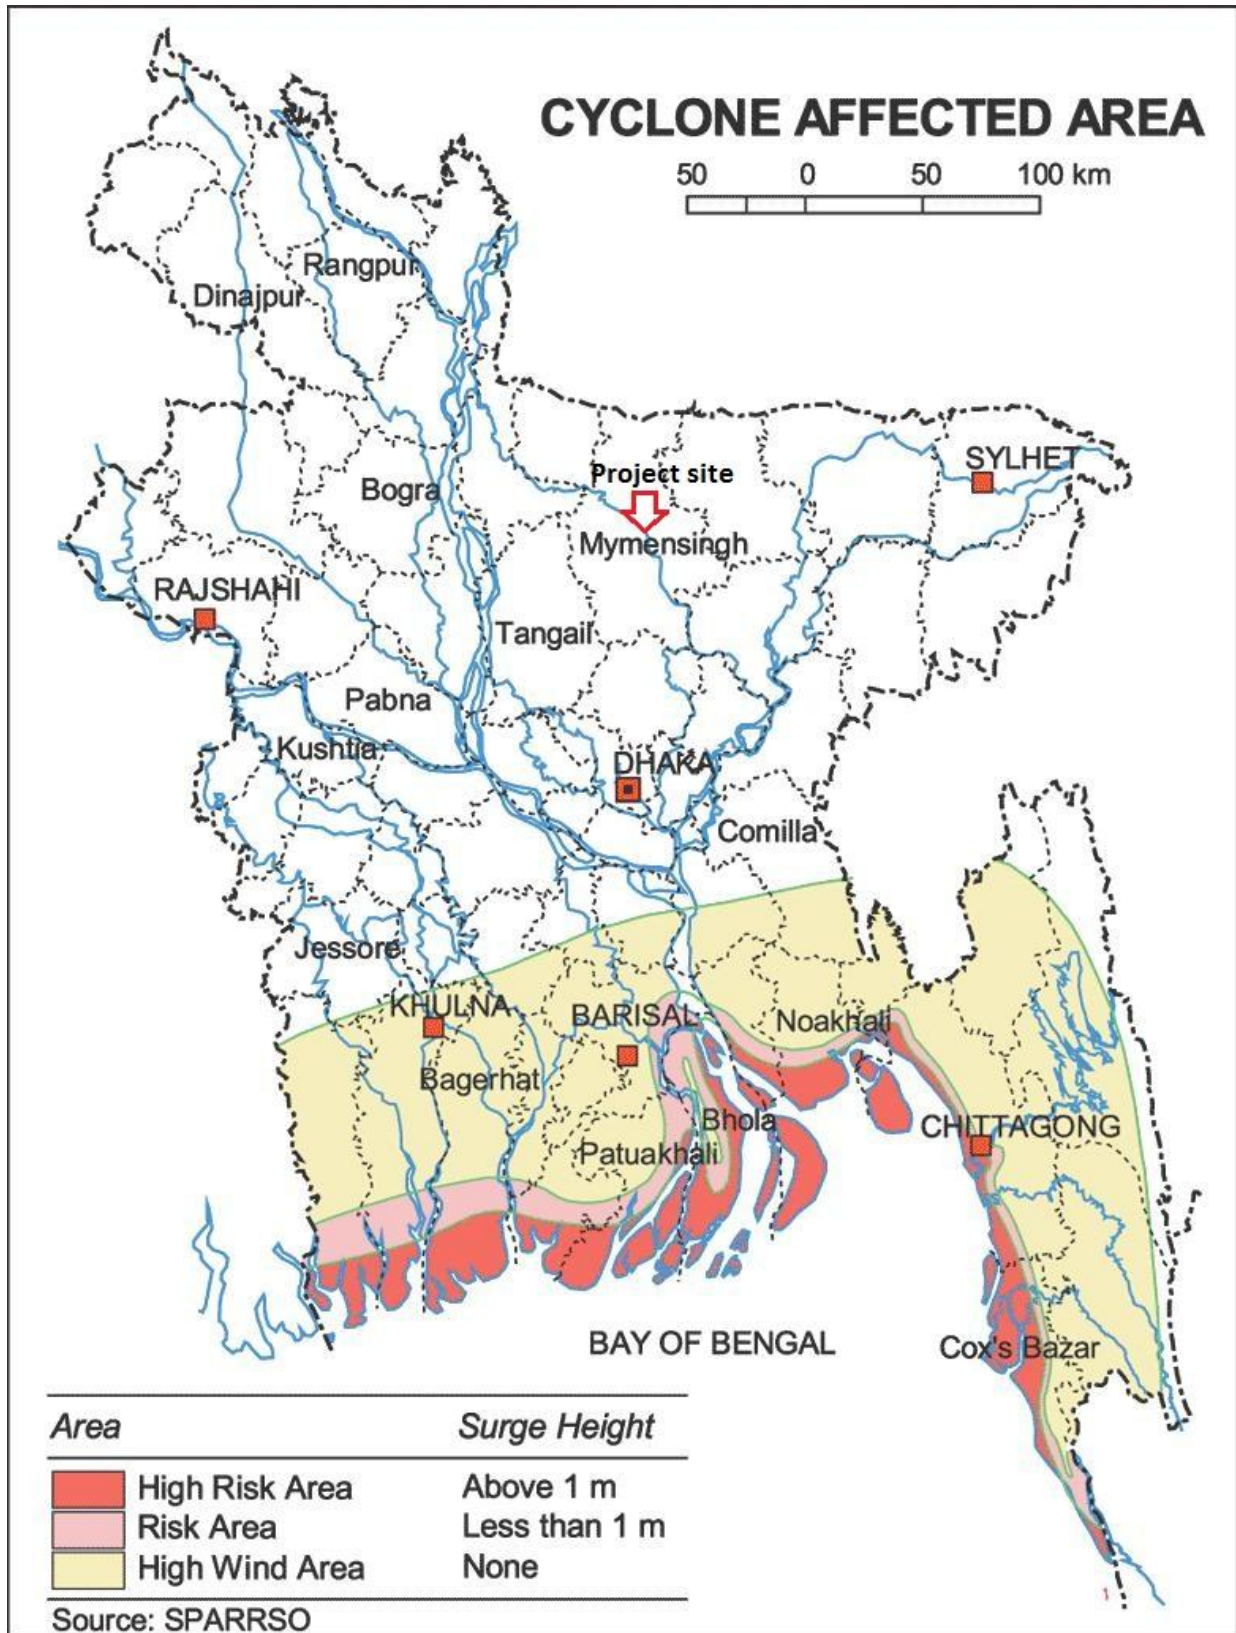 CYCLONE AFFECTED AREA
50 0 50 100 km
Rangpur
Dinajpur
SYLHET
Project site
Bogra
Mymensingh
RAJSHAHI
Tangail
Pabna
Kushtia
DHAKA
Comilla
Jessore
KHULNA
BARISAL
Noakhali
Bagerhat
Bhola
CHITTAGONG
Patuakhali
BAY OF BENGAL
Cox's Bazar
Area Surge Height
High Risk Area Above 1 m
Risk Area Less than 1 m
High Wind Area None
Source: SPARRSO